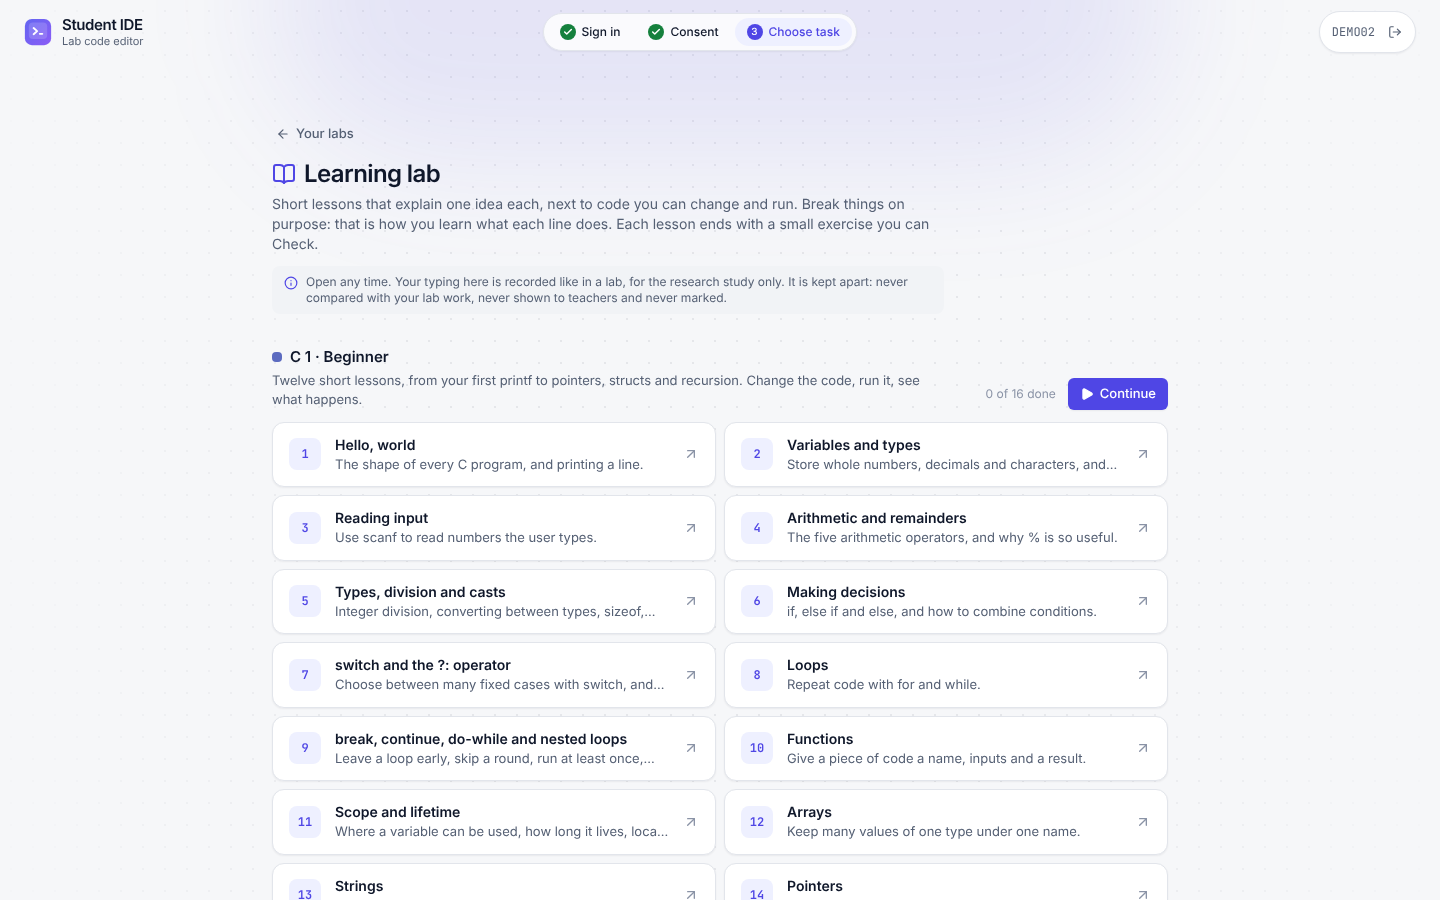 Student IDE
Lab code editor
Sign in
Consent
3 Choose task
DEMO02
Your labs
Learning lab
Short lessons that explain one idea each, next to code you can change and run. Break things on
purpose: that is how you learn what each line does. Each lesson ends with a small exercise you can
Check.
Open any time. Your typing here is recorded like in a lab, for the research study only. It is kept apart: never
compared with your lab work, never shown to teachers and never marked.
C 1 · Beginner
Twelve short lessons, from your first printf to pointers, structs and recursion. Change the code, run it, see
what happens.
0 of 16 done
Continue
1
Hello, world
The shape of every C program, and printing a line.
2
Variables and types
Store whole numbers, decimals and characters, and...
3
Reading input
Use scanf to read numbers the user types.
4
Arithmetic and remainders
The five arithmetic operators, and why % is so useful.
5
Types, division and casts
Integer division, converting between types, sizeof,...
6
Making decisions
if, else if and else, and how to combine conditions.
7
switch and the ?: operator
Choose between many fixed cases with switch, and...
8
Loops
Repeat code with for and while.
9
break, continue, do-while and nested loops
Leave a loop early, skip a round, run at least once,...
10
Functions
Give a piece of code a name, inputs and a result.
11
Scope and lifetime
Where a variable can be used, how long it lives, loca...
12
Arrays
Keep many values of one type under one name.
13
Strings
14
Pointers